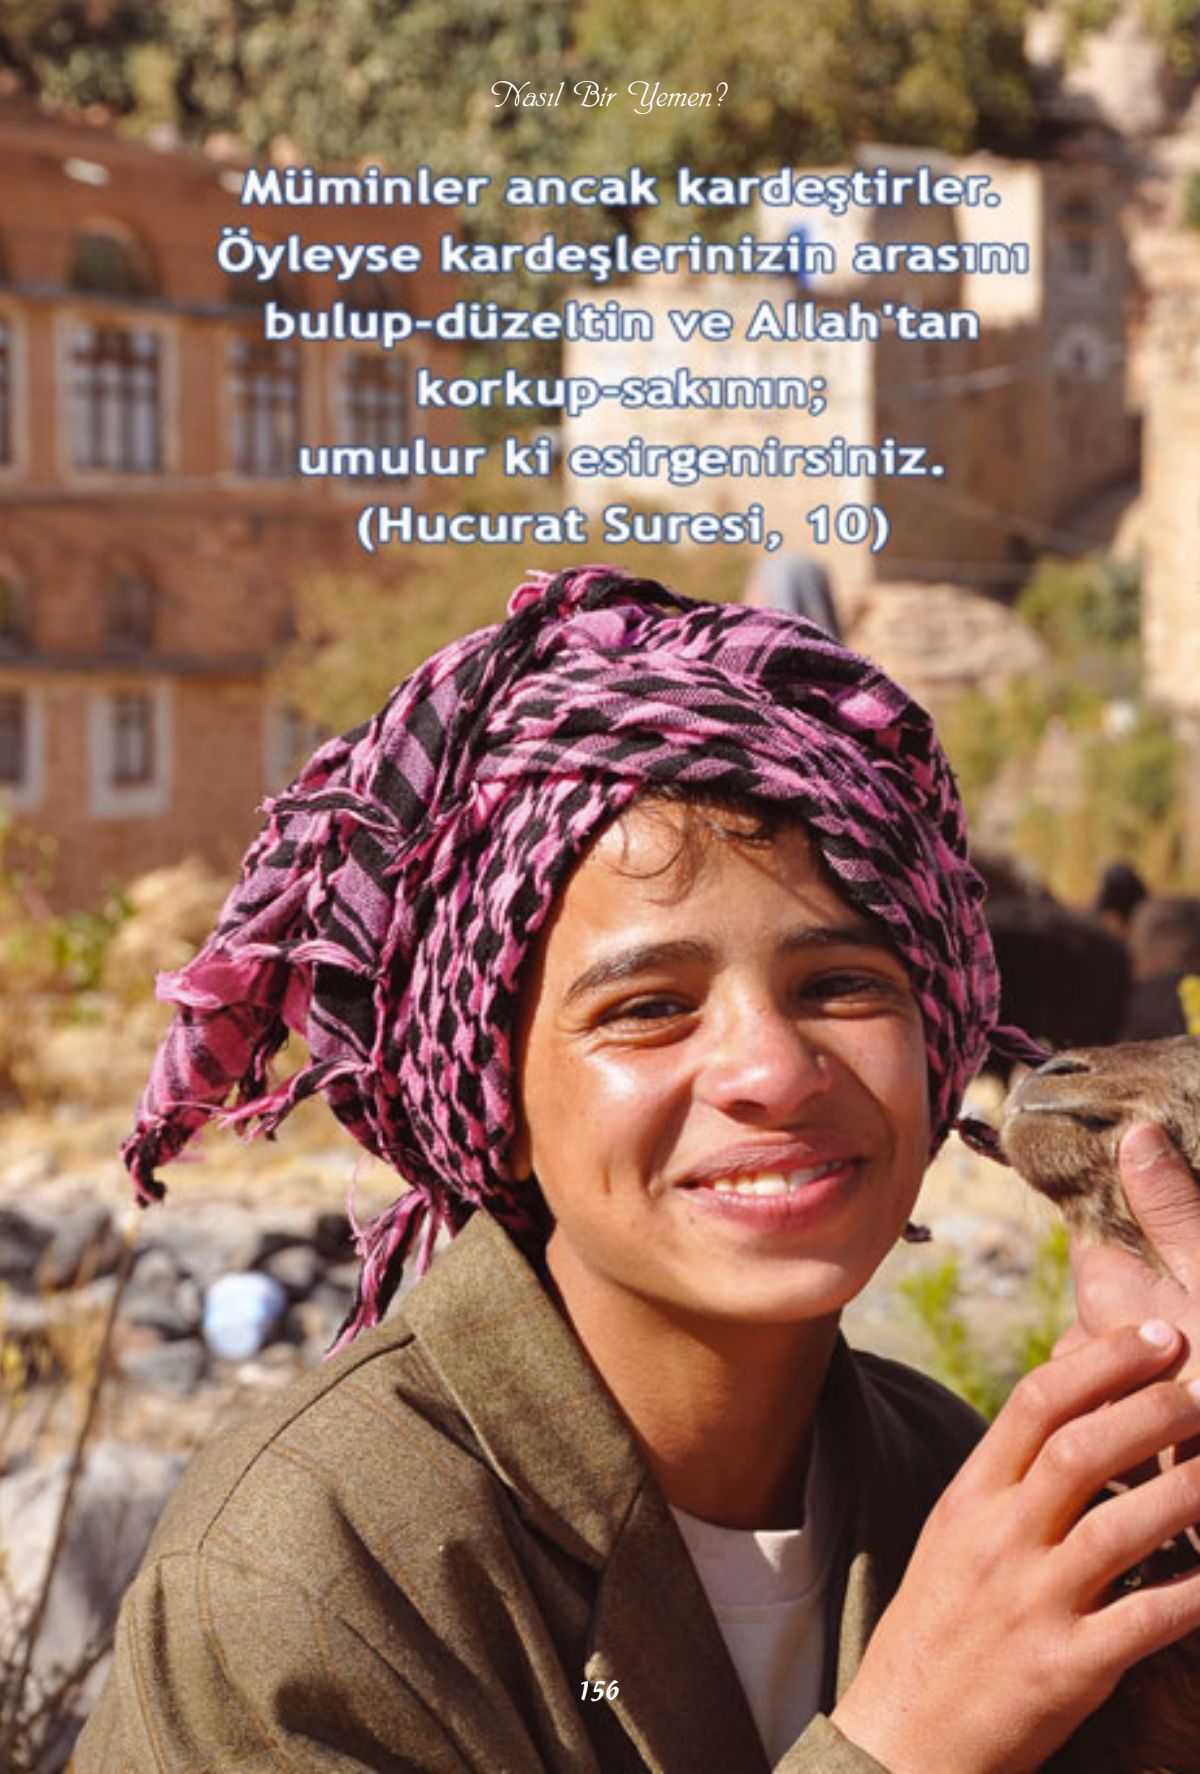 Nasıl Bir Yemen?
Müminler ancak kardeştirler.
Öyleyse kardeşlerinizin arasını
bulup-düzeltin ve Allah'tan
korkup-sakının;
umulur ki esirgenirsiniz.
(Hucurat Suresi, 10)
156